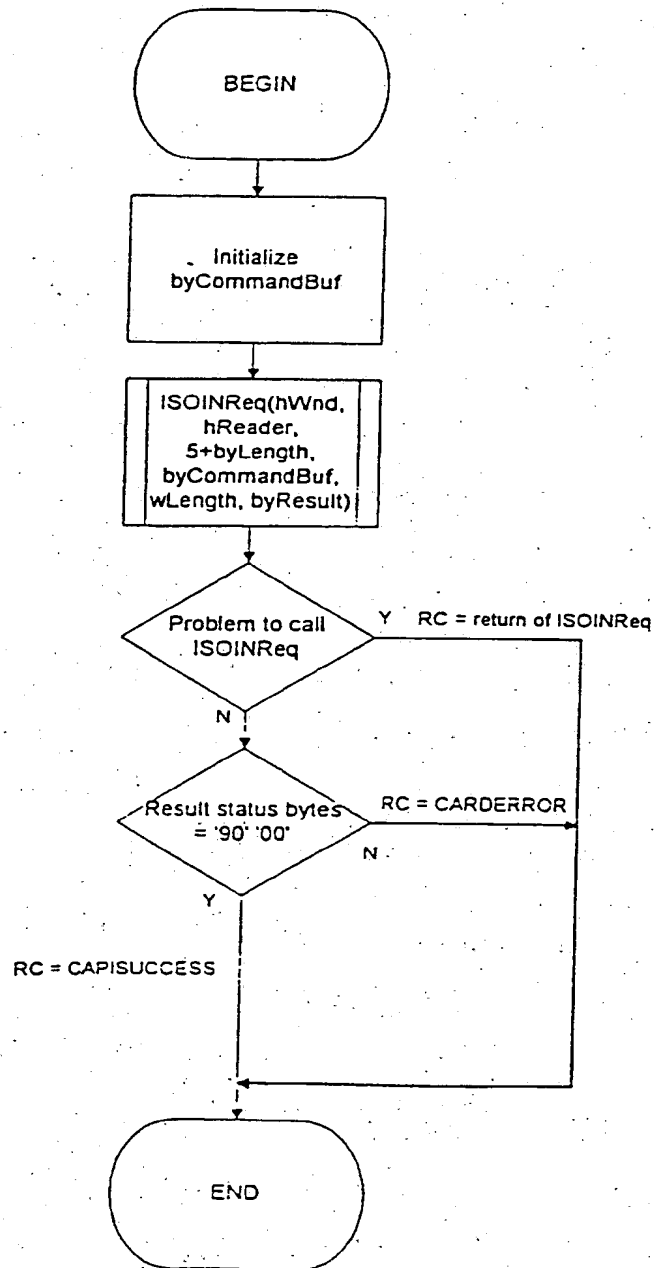 BEGIN
Initialize
byCommandBuf
ISOINReq(hWnd,
hReader,
5+byLength,
byCommandBuf,
wLength, byResult)
Problem to call
ISOINReq
Y
RC = return of ISOINReq
N
Result status bytes
= '90' '00'
RC = CARDERROR
N
Y
RC = CAPISUCCESS
END